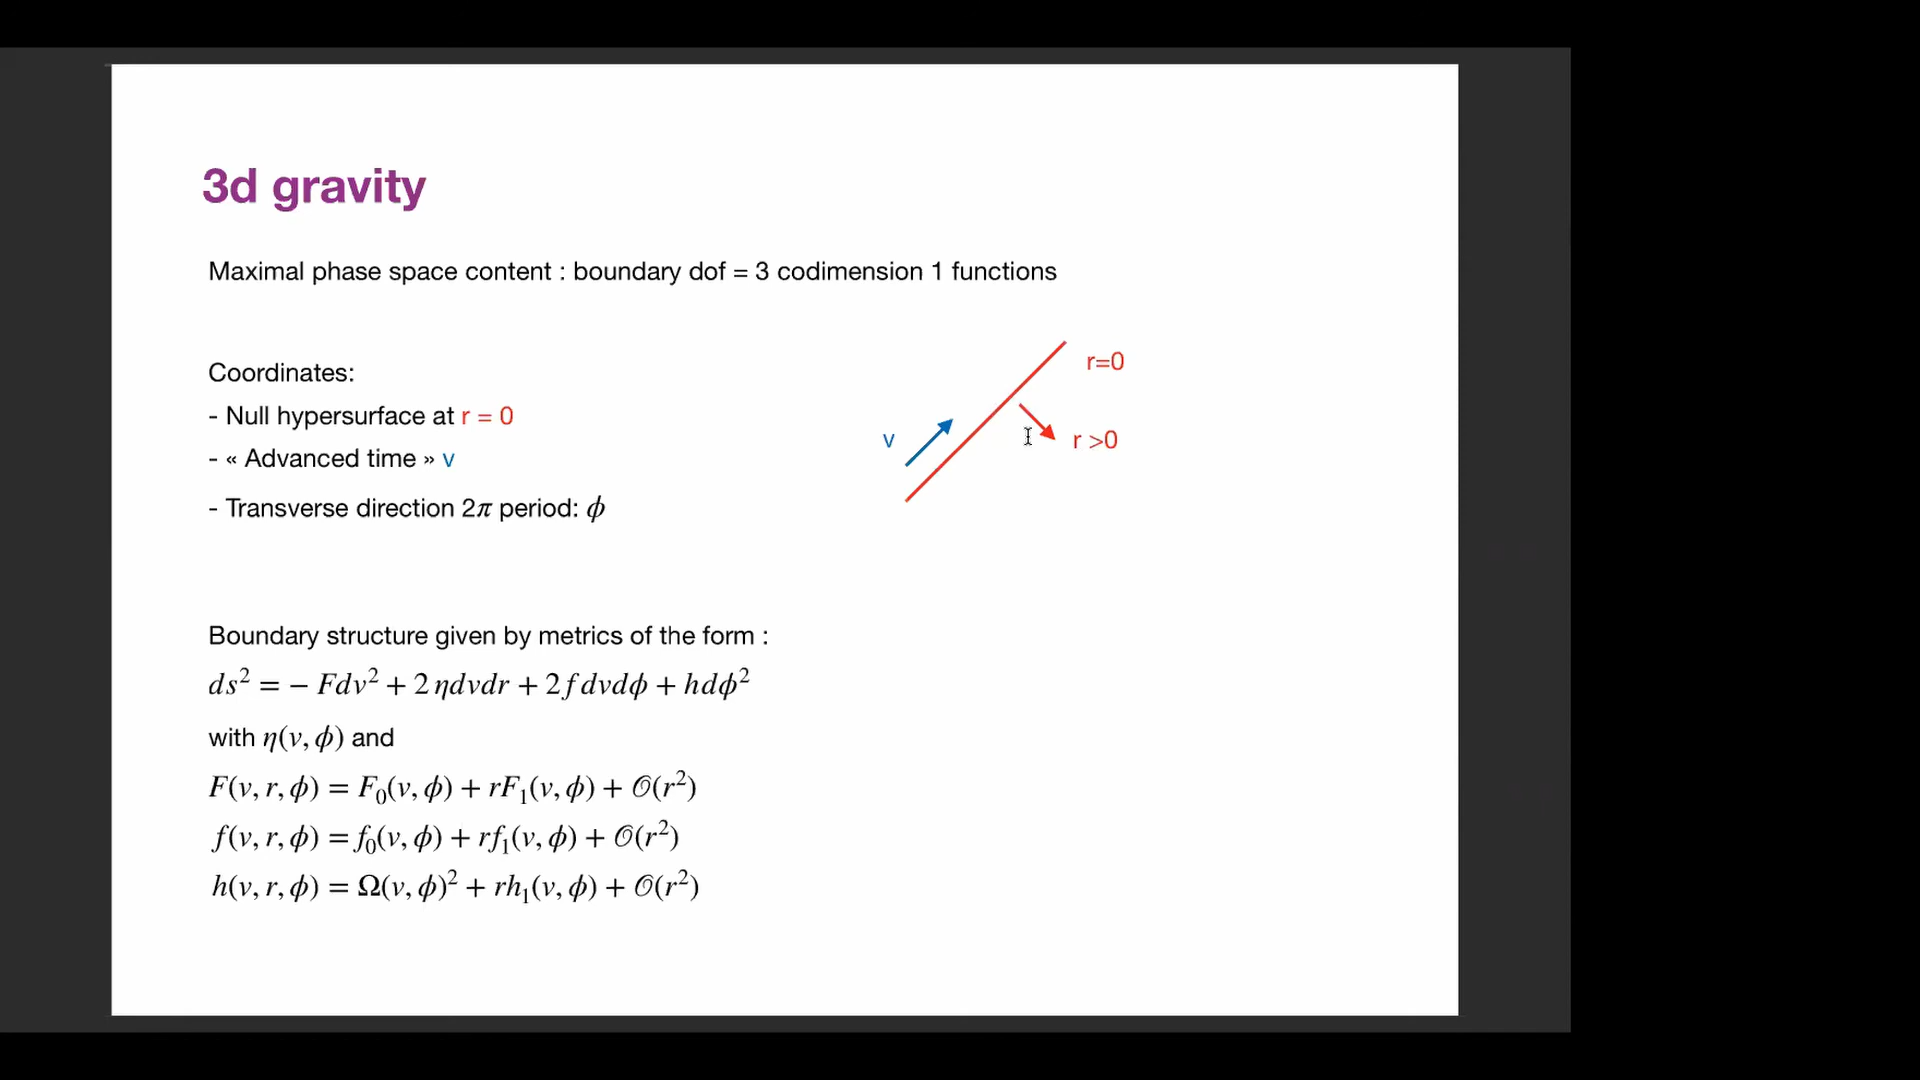 3d gravity
Maximal phase space content : boundary dof = 3 codimension 1 functions
Coordinates:
- Null hypersurface at r = 0
- « Advanced time » v
- Transverse direction 2π period: ϕ
r=0
v
r >0
Boundary structure given by metrics of the form :
ds² = − Fdv² + 2 ηdvdr + 2fdvdϕ + hdϕ²
with η(v, ϕ) and
F(v, r, ϕ) = F₀(v, ϕ) + rF₁(v, ϕ) + 𝒪(r²)
f(v, r, ϕ) = f₀(v, ϕ) + rf₁(v, ϕ) + 𝒪(r²)
h(v, r, ϕ) = Ω(v, ϕ)² + rh₁(v, ϕ) + 𝒪(r²)